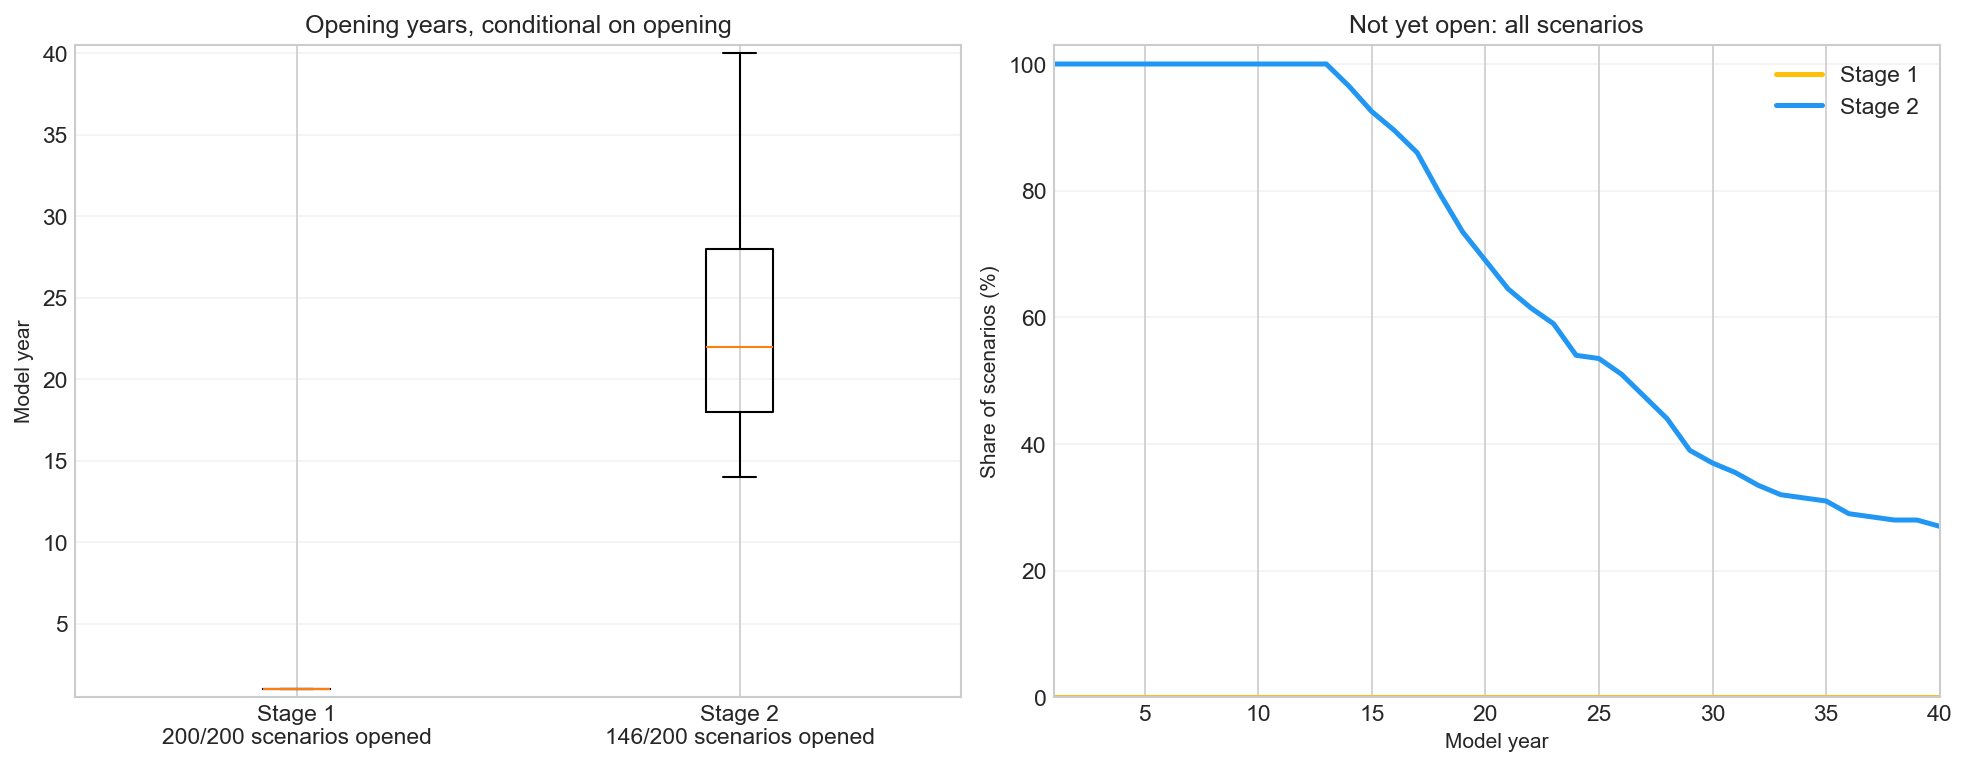 Opening years, conditional on opening
Model year
40
35
30
25
20
15
10
5
Stage 1
200/200 scenarios opened
Stage 2
146/200 scenarios opened
Not yet open: all scenarios
Share of scenarios (%)
100
80
60
40
20
0
Stage 1
Stage 2
5 10 15 20 25 30 35 40
Model year